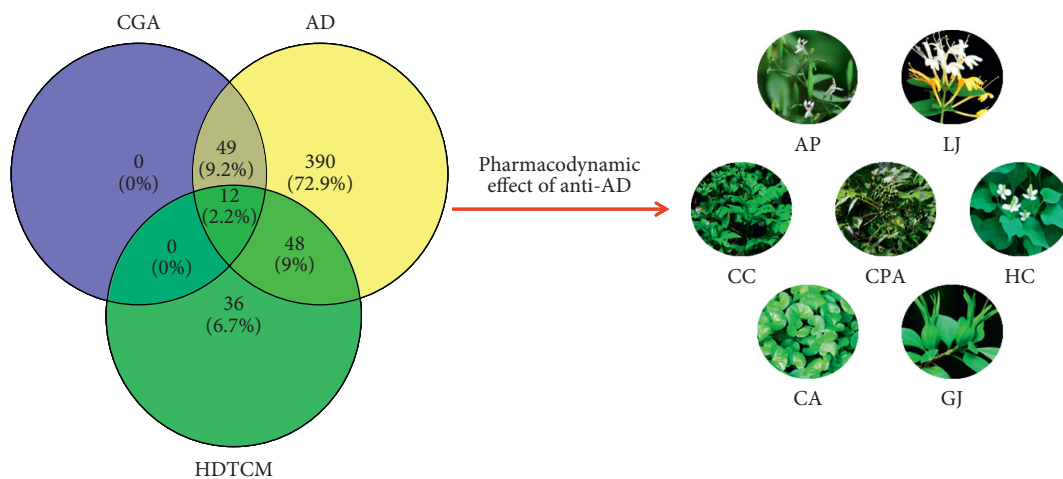 CGA
AD
49
(9.2%)
0
(0%)
390
(72.9%)
12
(2.2%)
0
(0%)
48
(9%)
36
(6.7%)
HDTCM
Pharmacodynamic
effect of anti-AD
AP
LJ
CC
CPA
HC
CA
GJ